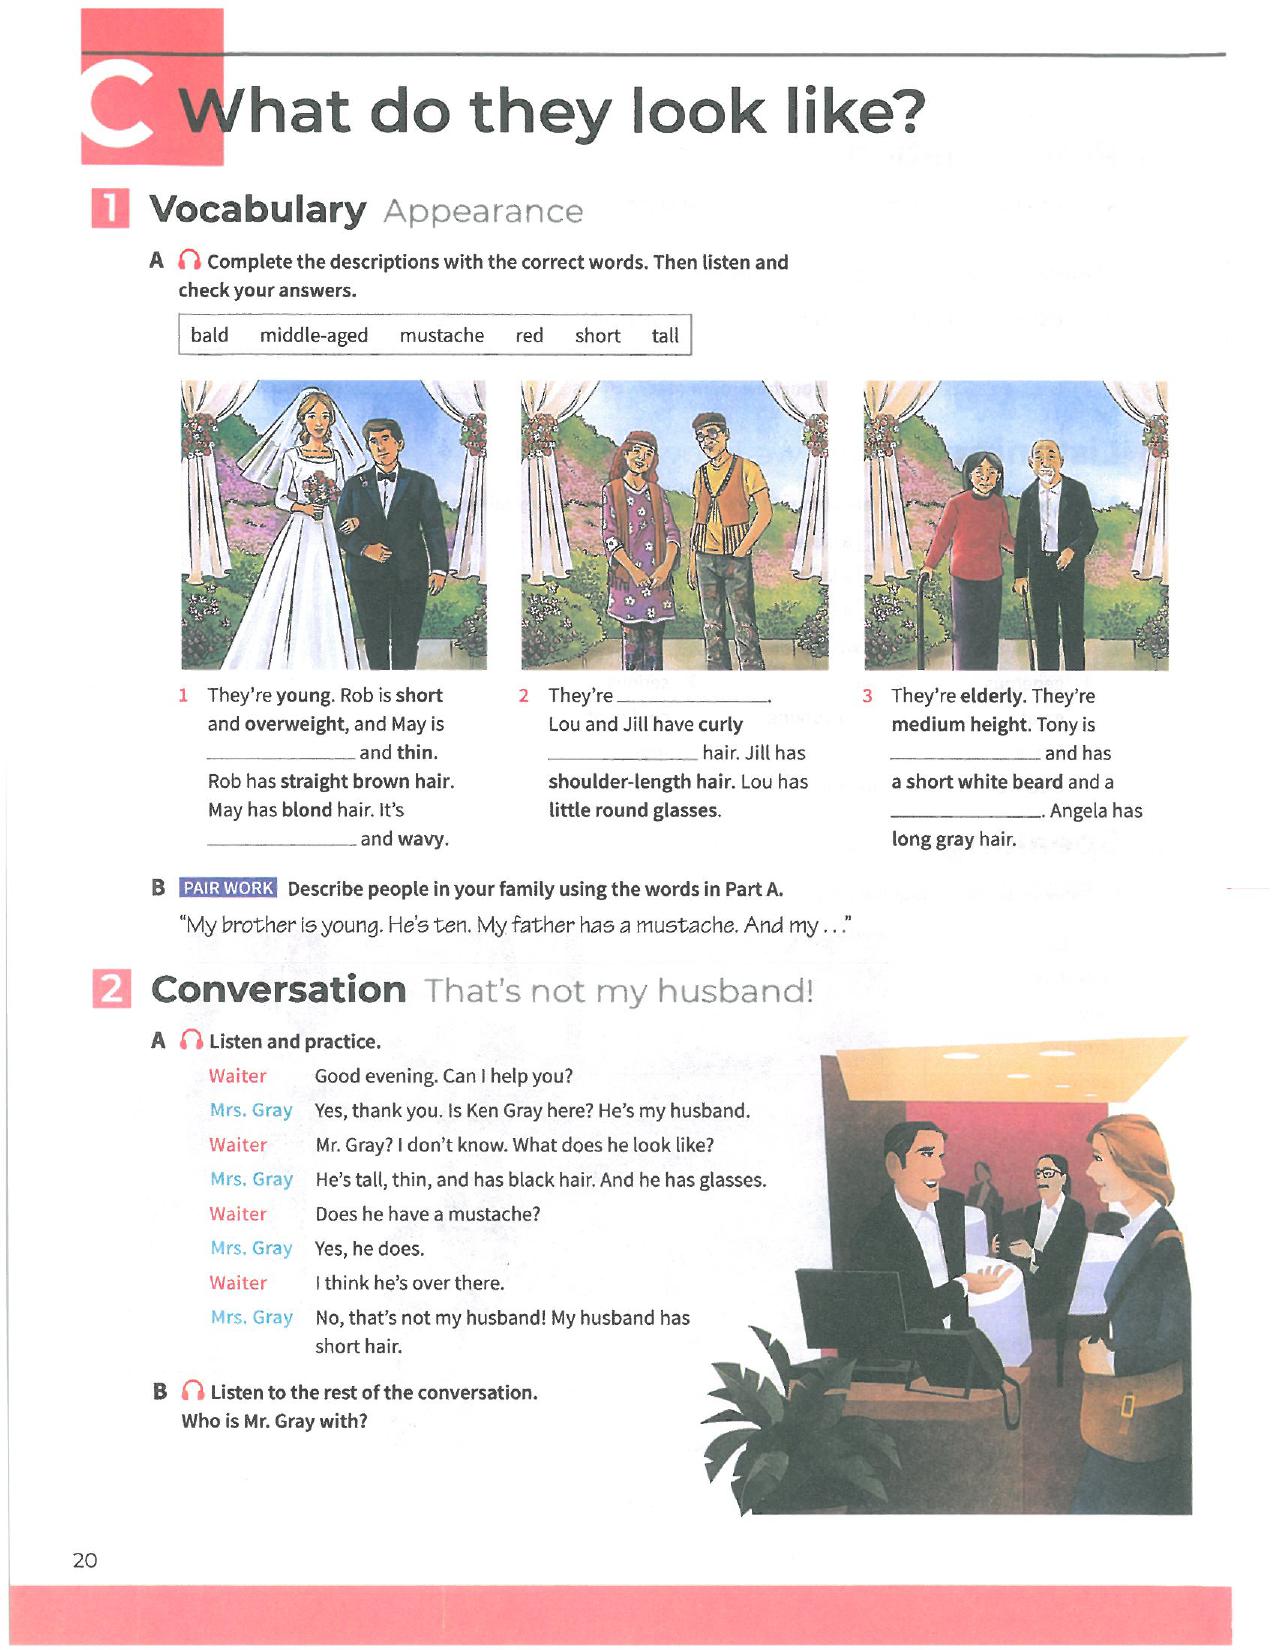 C What do they look like?
1 Vocabulary Appearance
A Complete the descriptions with the correct words. Then listen and
check your answers.
bald middle-aged mustache red short tall
1 They're young. Rob is short
and overweight, and May is
_______________ and thin.
Rob has straight brown hair.
May has blond hair. It's
_______________ and wavy.
2 They're _______________.
Lou and Jill have curly
_______________ hair. Jill has
shoulder-length hair. Lou has
little round glasses.
3 They're elderly. They're
medium height. Tony is
_______________ and has
a short white beard and a
_______________. Angela has
long gray hair.
B PAIR WORK Describe people in your family using the words in Part A.
“My brother is young. He's ten. My father has a mustache. And my . . .”
2 Conversation That's not my husband!
A Listen and practice.
Waiter Good evening. Can I help you?
Mrs. Gray Yes, thank you. Is Ken Gray here? He's my husband.
Waiter Mr. Gray? I don't know. What does he look like?
Mrs. Gray He's tall, thin, and has black hair. And he has glasses.
Waiter Does he have a mustache?
Mrs. Gray Yes, he does.
Waiter I think he's over there.
Mrs. Gray No, that's not my husband! My husband has
short hair.
B Listen to the rest of the conversation.
Who is Mr. Gray with?
20